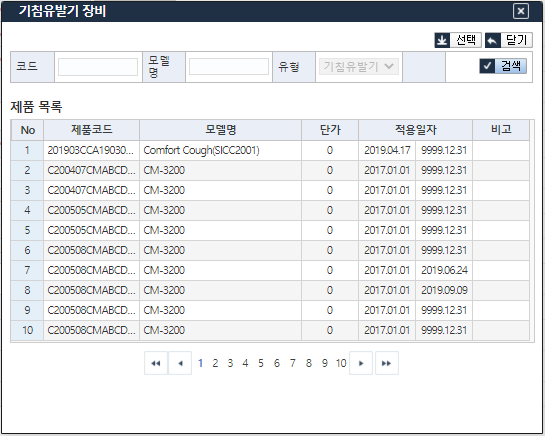 기침유발기 장비
선택 닫기
코드 모델명 유형 기침유발기 검색
제품 목록
No 제품코드 모델명 단가 적용일자 비고
1 201903CCA19030... Comfort Cough(SICC2001) 0 2019.04.17 9999.12.31
2 C200407CMABCD... CM-3200 0 2017.01.01 9999.12.31
3 C200407CMABCD... CM-3200 0 2017.01.01 9999.12.31
4 C200505CMABCD... CM-3200 0 2017.01.01 9999.12.31
5 C200505CMABCD... CM-3200 0 2017.01.01 9999.12.31
6 C200508CMABCD... CM-3200 0 2017.01.01 9999.12.31
7 C200508CMABCD... CM-3200 0 2017.01.01 2019.06.24
8 C200508CMABCD... CM-3200 0 2017.01.01 2019.09.09
9 C200508CMABCD... CM-3200 0 2017.01.01 9999.12.31
10 C200508CMABCD... CM-3200 0 2017.01.01 9999.12.31
1 2 3 4 5 6 7 8 9 10